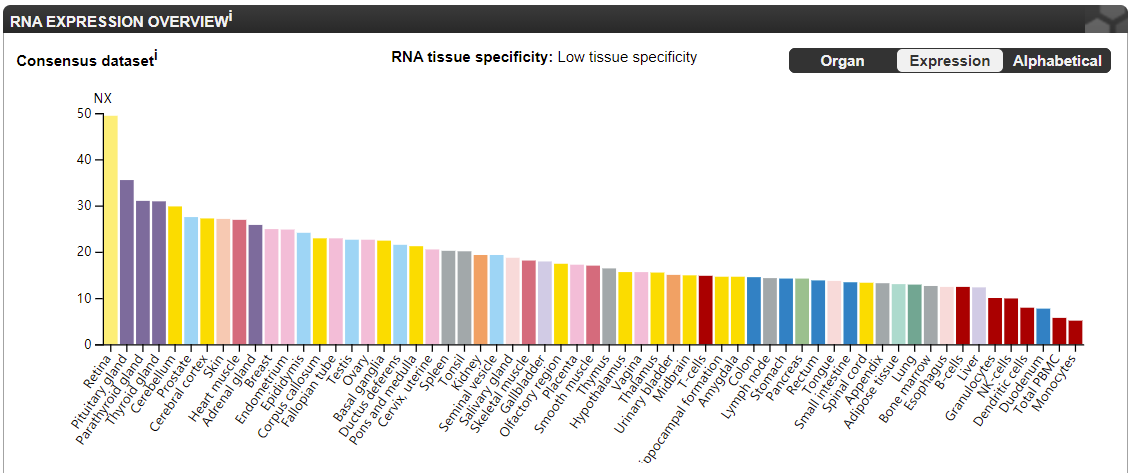 RNA EXPRESSION OVERVIEWⁱ
Consensus datasetⁱ
RNA tissue specificity: Low tissue specificity
Organ Expression Alphabetical
NX
50
40
30
20
10
0
Retina
Pituitary gland
Parathyroid gland
Thyroid gland
Cerebellum
Prostate
Cerebral cortex
Skin
Heart muscle
Adrenal gland
Breast
Endometrium
Epididymis
Corpus callosum
Fallopian tube
Testis
Ovary
Basal ganglia
Ductus deferens
Pons and medulla
Cervix, uterine
Spleen
Tonsil
Kidney
Seminal vesicle
Salivary gland
Skeletal muscle
Gallbladder
Olfactory region
Placenta
Smooth muscle
Thymus
Hypothalamus
Vagina
Thalamus
Urinary bladder
Midbrain
T-cells
ippocampal formation
Amygdala
Colon
Lymph node
Stomach
Pancreas
Rectum
Tongue
Small intestine
Spinal cord
Appendix
Adipose tissue
Lung
Bone marrow
Esophagus
B-cells
Liver
Granulocytes
NK-cells
Dendritic cells
Duodenum
Total PBMC
Monocytes